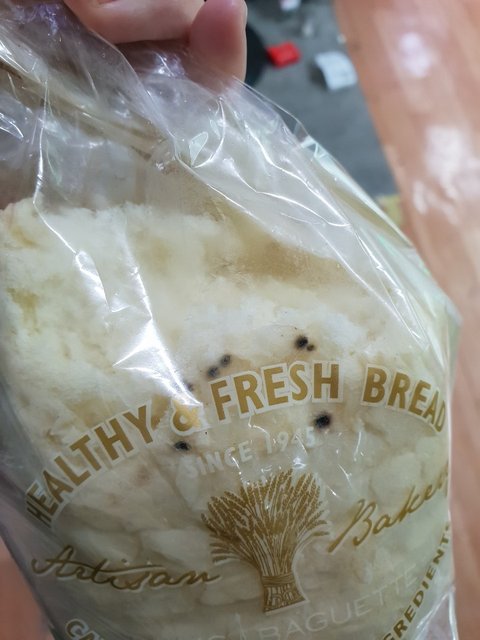 HEALTHY & FRESH BREAD
SINCE 1945
Artisan Bakery
BAGUETTE